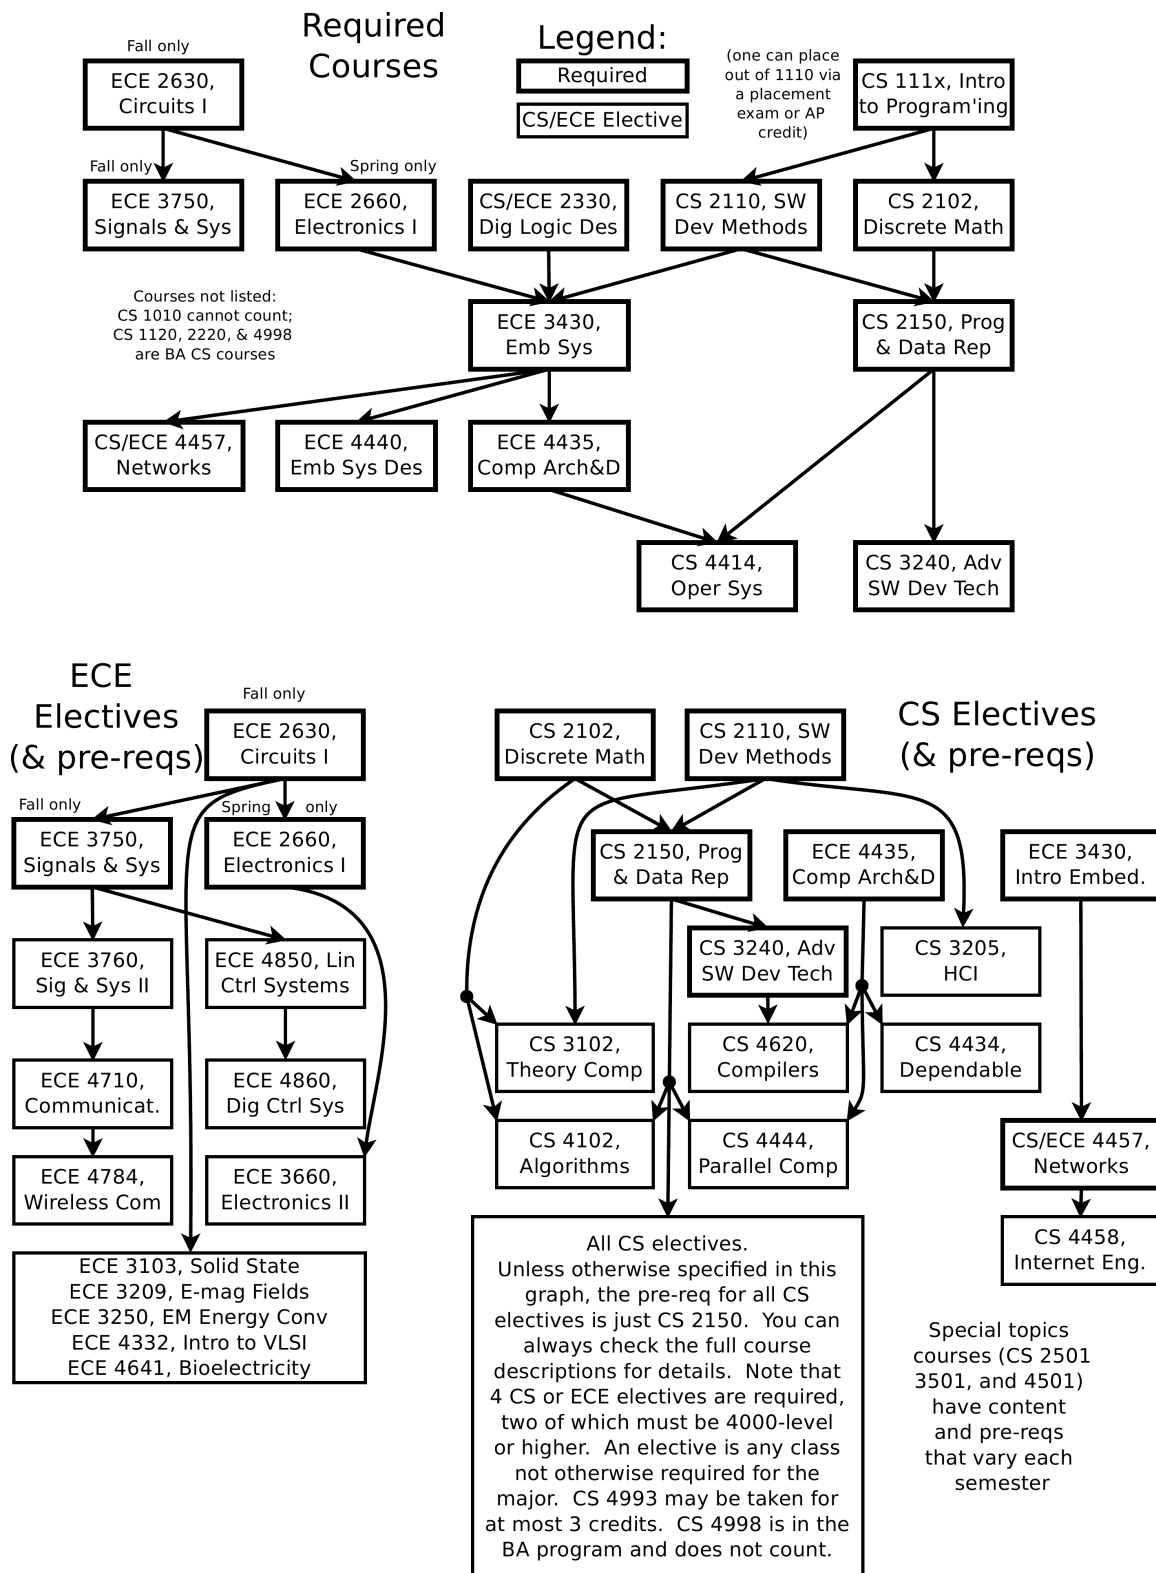 Required
Courses
Legend:
Required
CS/ECE Elective
(one can place
out of 1110 via
a placement
exam or AP
credit)
Fall only
ECE 2630,
Circuits I
CS 111x, Intro
to Program'ing
Fall only
ECE 3750,
Signals & Sys
Spring only
ECE 2660,
Electronics I
CS/ECE 2330,
Dig Logic Des
CS 2110, SW
Dev Methods
CS 2102,
Discrete Math
Courses not listed:
CS 1010 cannot count;
CS 1120, 2220, & 4998
are BA CS courses
ECE 3430,
Emb Sys
CS 2150, Prog
& Data Rep
CS/ECE 4457,
Networks
ECE 4440,
Emb Sys Des
ECE 4435,
Comp Arch&D
CS 4414,
Oper Sys
CS 3240, Adv
SW Dev Tech
ECE
Electives
(& pre-reqs)
Fall only
ECE 2630,
Circuits I
Fall only
ECE 3750,
Signals & Sys
Spring only
ECE 2660,
Electronics I
ECE 3760,
Sig & Sys II
ECE 4850, Lin
Ctrl Systems
ECE 4710,
Communicat.
ECE 4860,
Dig Ctrl Sys
ECE 4784,
Wireless Com
ECE 3660,
Electronics II
ECE 3103, Solid State
ECE 3209, E-mag Fields
ECE 3250, EM Energy Conv
ECE 4332, Intro to VLSI
ECE 4641, Bioelectricity
CS Electives
(& pre-reqs)
CS 2102,
Discrete Math
CS 2110, SW
Dev Methods
CS 2150, Prog
& Data Rep
ECE 4435,
Comp Arch&D
ECE 3430,
Intro Embed.
CS 3240, Adv
SW Dev Tech
CS 3205,
HCI
CS 3102,
Theory Comp
CS 4620,
Compilers
CS 4434,
Dependable
CS 4102,
Algorithms
CS 4444,
Parallel Comp
CS/ECE 4457,
Networks
CS 4458,
Internet Eng.
All CS electives.
Unless otherwise specified in this
graph, the pre-req for all CS
electives is just CS 2150.  You can
always check the full course
descriptions for details.  Note that
4 CS or ECE electives are required,
two of which must be 4000-level
or higher.  An elective is any class
not otherwise required for the
major.  CS 4993 may be taken for
at most 3 credits.  CS 4998 is in the
BA program and does not count.
Special topics
courses (CS 2501
3501, and 4501)
have content
and pre-reqs
that vary each
semester